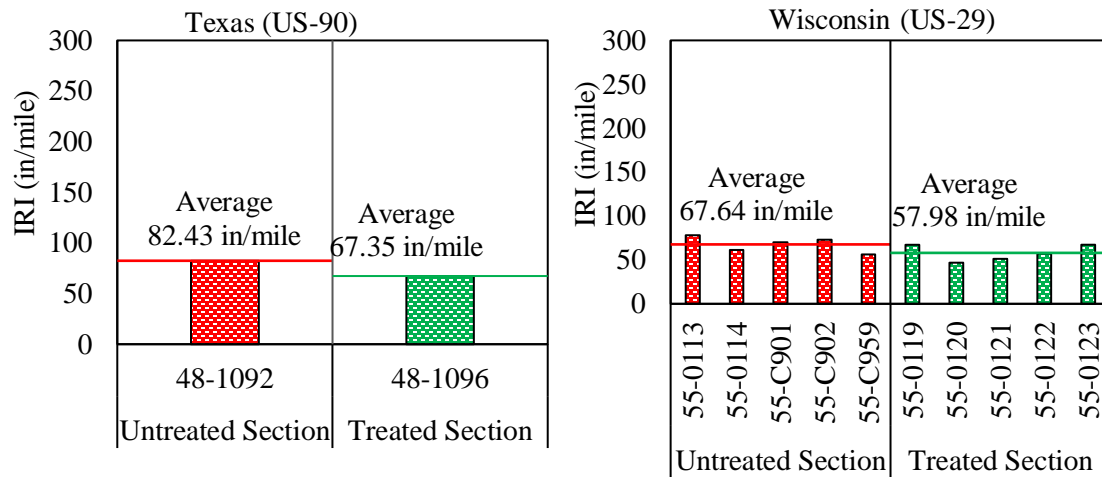 Texas (US-90)
IRI (in/mile)
300
250
200
150
100
50
0
Average
82.43 in/mile
Average
67.35 in/mile
48-1092
48-1096
Untreated Section
Treated Section
Wisconsin (US-29)
IRI (in/mile)
300
250
200
150
100
50
0
Average
67.64 in/mile
Average
57.98 in/mile
55-0113
55-0114
55-C901
55-C902
55-C959
55-0119
55-0120
55-0121
55-0122
55-0123
Untreated Section
Treated Section